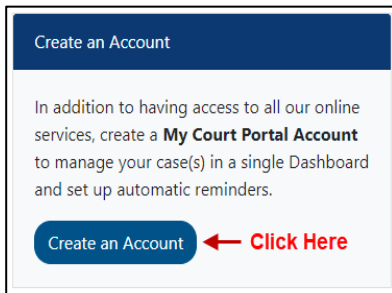 Create an Account
In addition to having access to all our online
services, create a My Court Portal Account
to manage your case(s) in a single Dashboard
and set up automatic reminders.
Create an Account Click Here